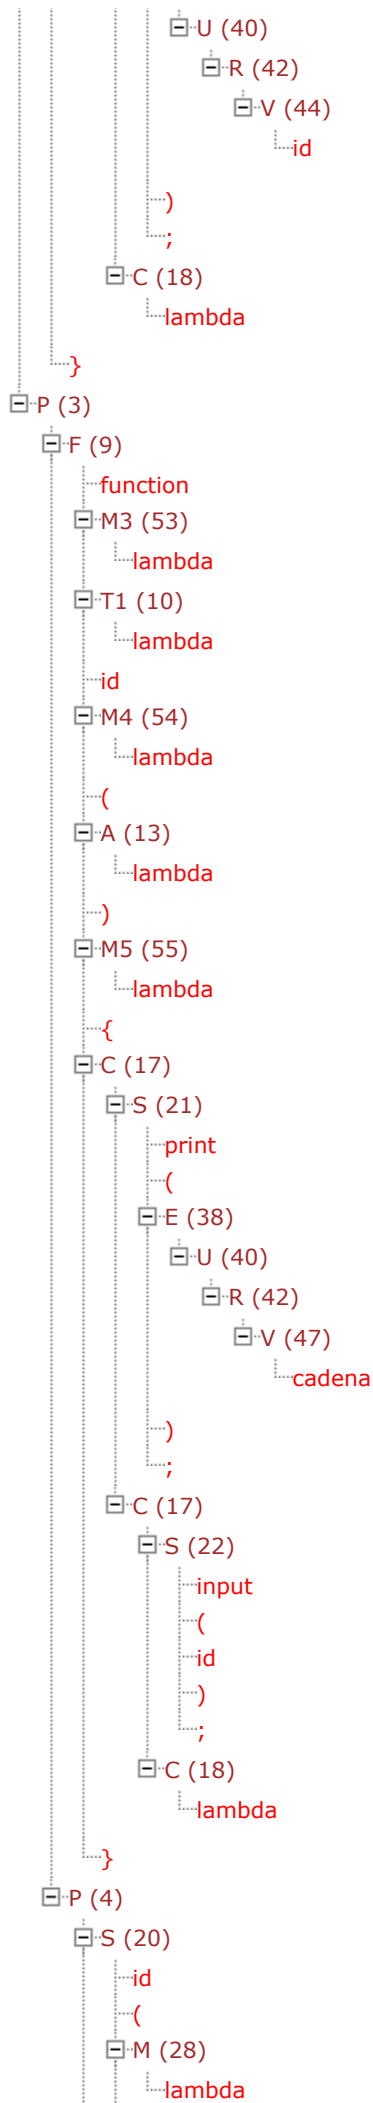 U (40)
R (42)
V (44)
id
)
;
C (18)
lambda
}
P (3)
F (9)
function
M3 (53)
lambda
T1 (10)
lambda
id
M4 (54)
lambda
(
A (13)
lambda
)
M5 (55)
lambda
{
C (17)
S (21)
print
(
E (38)
U (40)
R (42)
V (47)
cadena
)
;
C (17)
S (22)
input
(
id
)
;
C (18)
lambda
}
P (4)
S (20)
id
(
M (28)
lambda